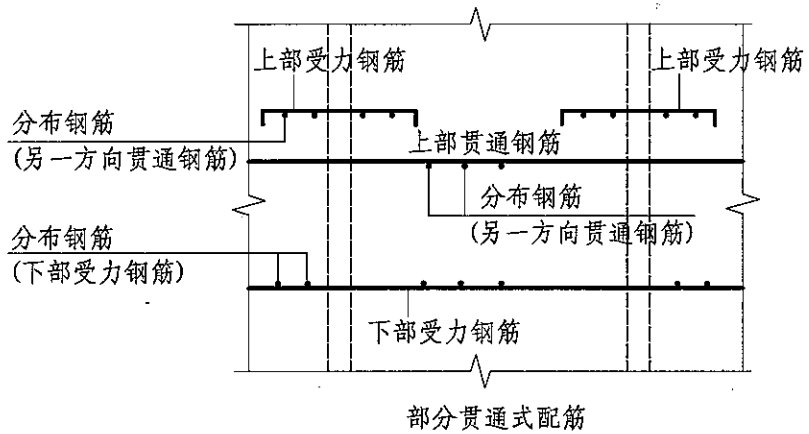 上部受力钢筋
上部受力钢筋
分布钢筋
(另一方向贯通钢筋)
上部贯通钢筋
分布钢筋
(另一方向贯通钢筋)
分布钢筋
(下部受力钢筋)
下部受力钢筋
部分贯通式配筋